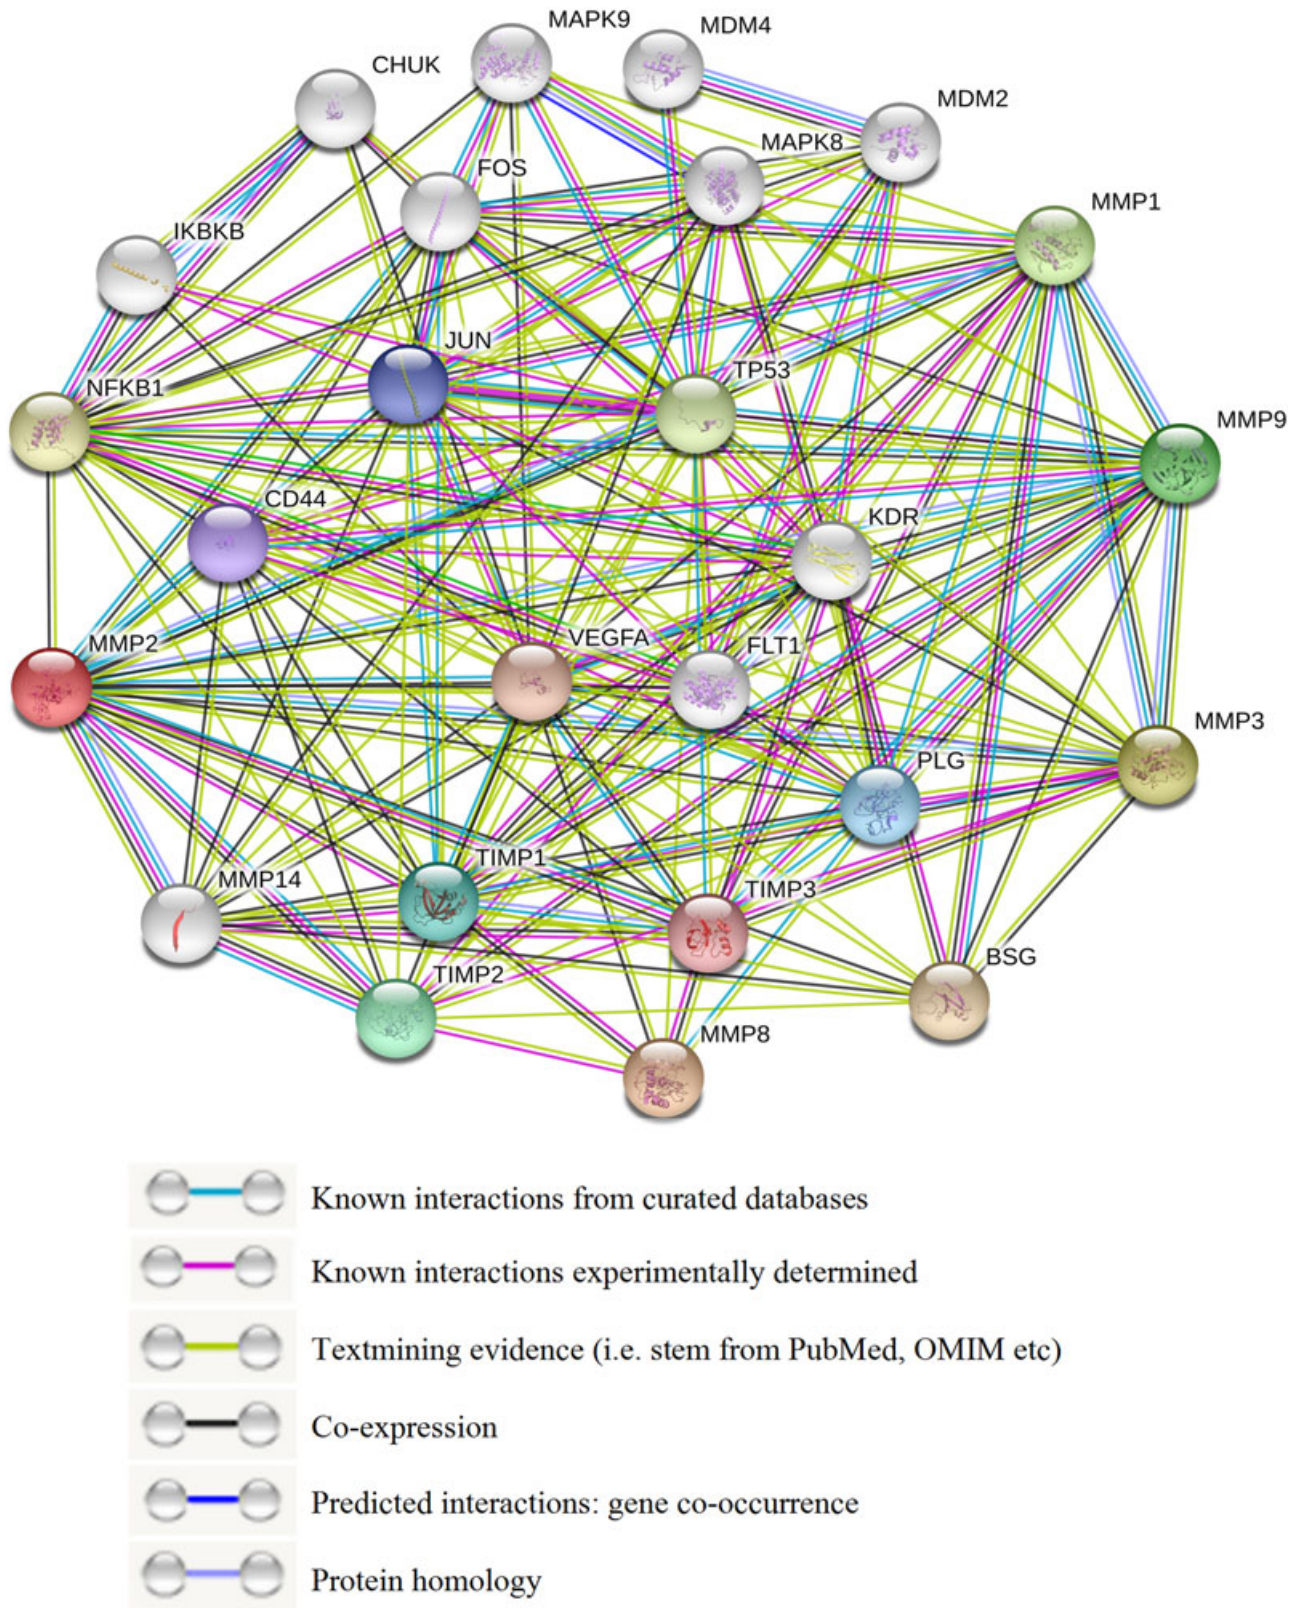 MAPK9
MDM4
CHUK
MDM2
MAPK8
FOS
MMP1
IKBKB
JUN
TP53
NFKB1
MMP9
CD44
KDR
VEGFA
FLT1
MMP2
MMP3
PLG
TIMP1
MMP14
TIMP3
BSG
TIMP2
MMP8
Known interactions from curated databases
Known interactions experimentally determined
Textmining evidence (i.e. stem from PubMed, OMIM etc)
Co-expression
Predicted interactions: gene co-occurrence
Protein homology